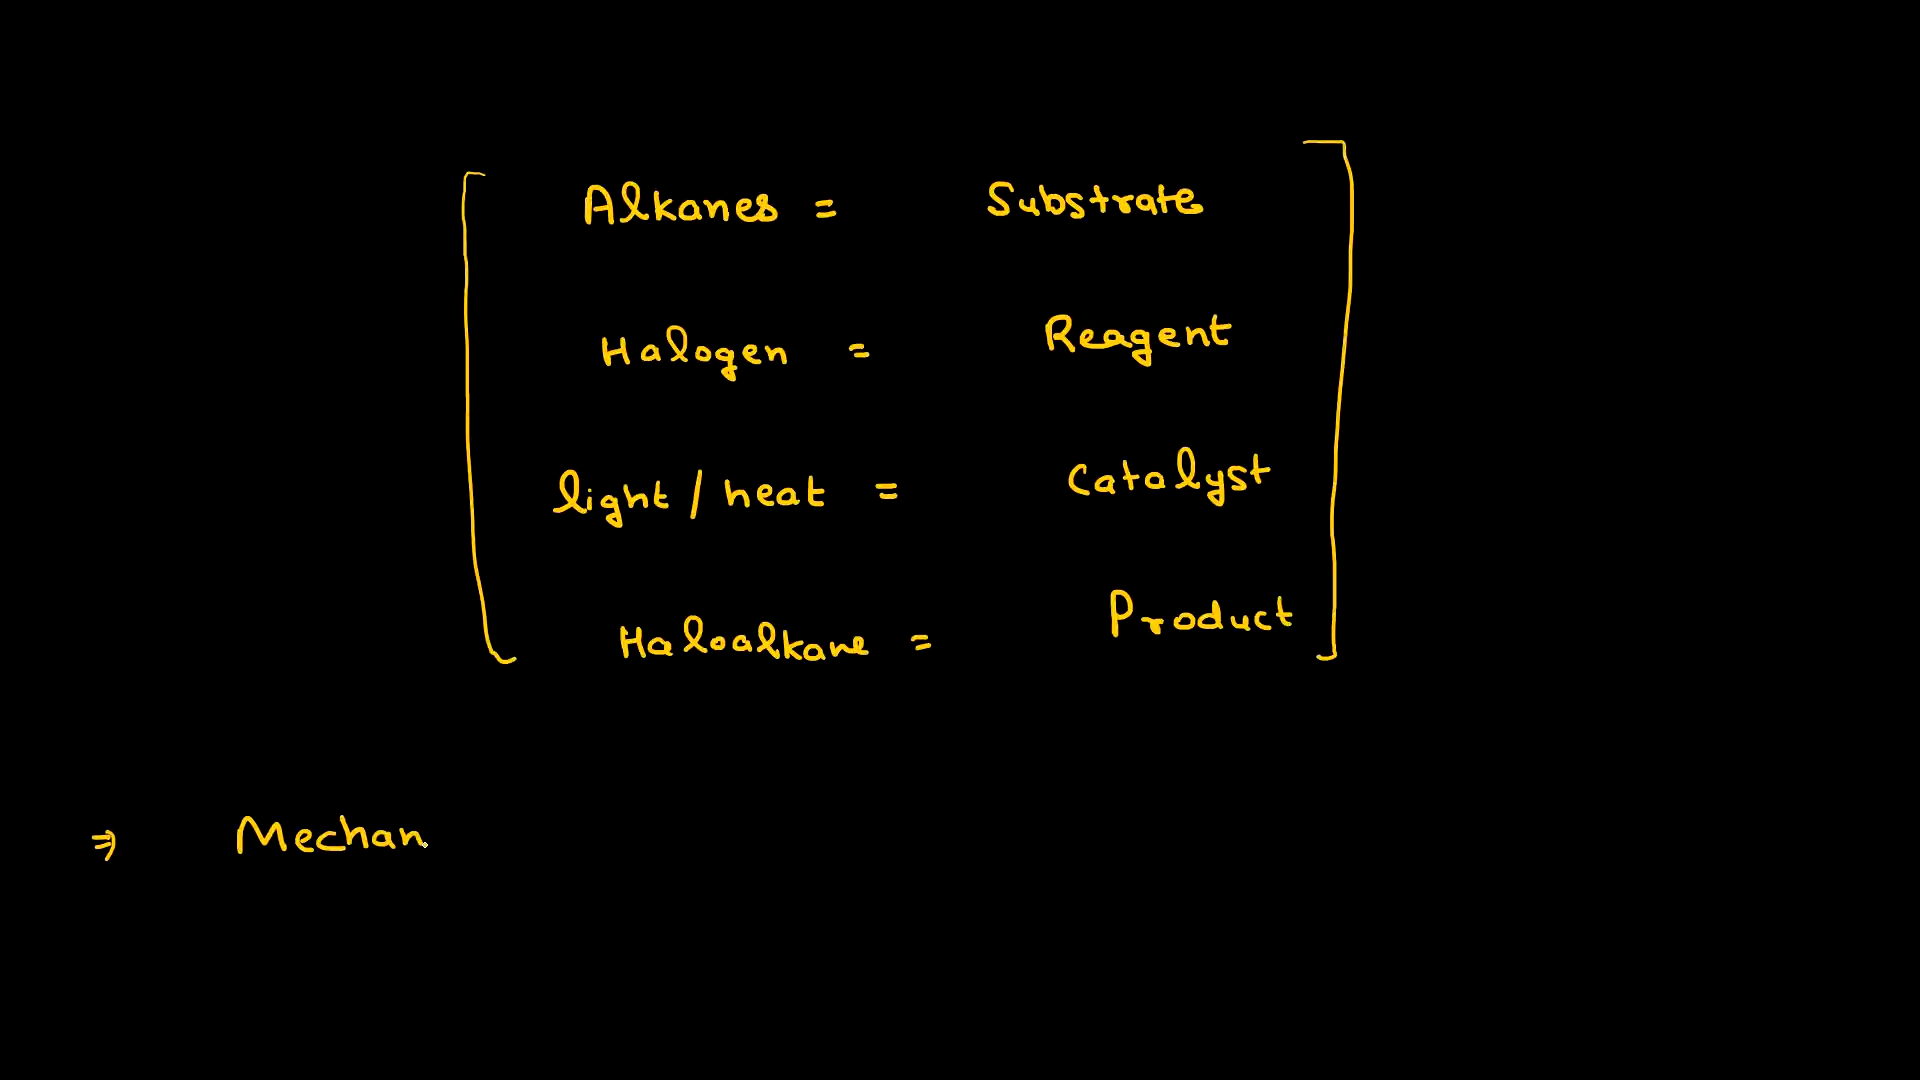 Alkanes = Substrate
Halogen = Reagent
light / heat = Catalyst
Haloalkane = Product
⇒ Mechan